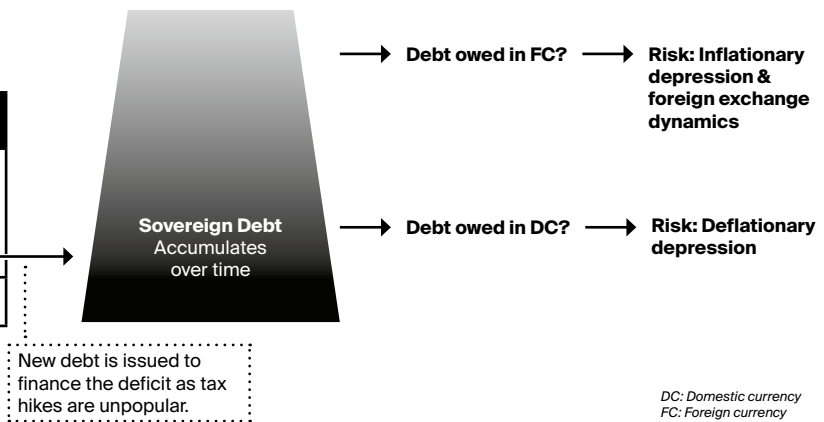 Debt owed in FC?
Risk: Inflationary
depression &
foreign exchange
dynamics
Sovereign Debt
Accumulates
over time
Debt owed in DC?
Risk: Deflationary
depression
New debt is issued to
finance the deficit as tax
hikes are unpopular.
DC: Domestic currency
FC: Foreign currency